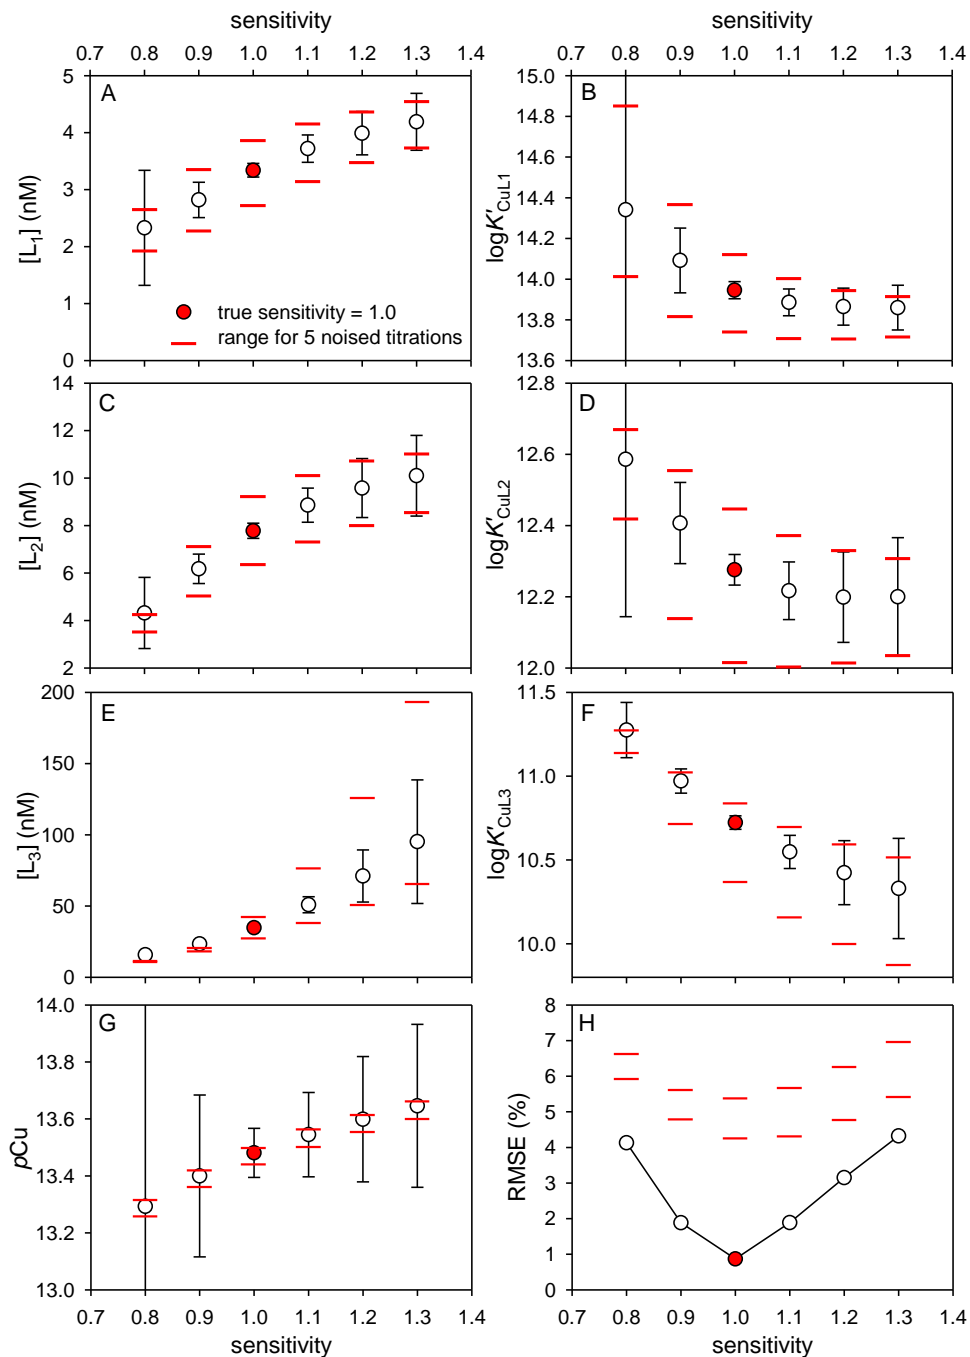 sensitivity
sensitivity
0.7 0.8 0.9 1.0 1.1 1.2 1.3 1.4
0.7 0.8 0.9 1.0 1.1 1.2 1.3 1.4
A
[L1] (nM)
5
4
3
2
1
0
true sensitivity = 1.0
range for 5 noised titrations
B
logK′CuL1
15.0
14.8
14.6
14.4
14.2
14.0
13.8
13.6
C
[L2] (nM)
14
12
10
8
6
4
2
D
logK′CuL2
12.8
12.6
12.4
12.2
12.0
E
[L3] (nM)
200
150
100
50
0
F
logK′CuL3
11.5
11.0
10.5
10.0
G
pCu
14.0
13.8
13.6
13.4
13.2
13.0
H
RMSE (%)
8
7
6
5
4
3
2
1
0
0.7 0.8 0.9 1.0 1.1 1.2 1.3 1.4
0.7 0.8 0.9 1.0 1.1 1.2 1.3 1.4
sensitivity
sensitivity